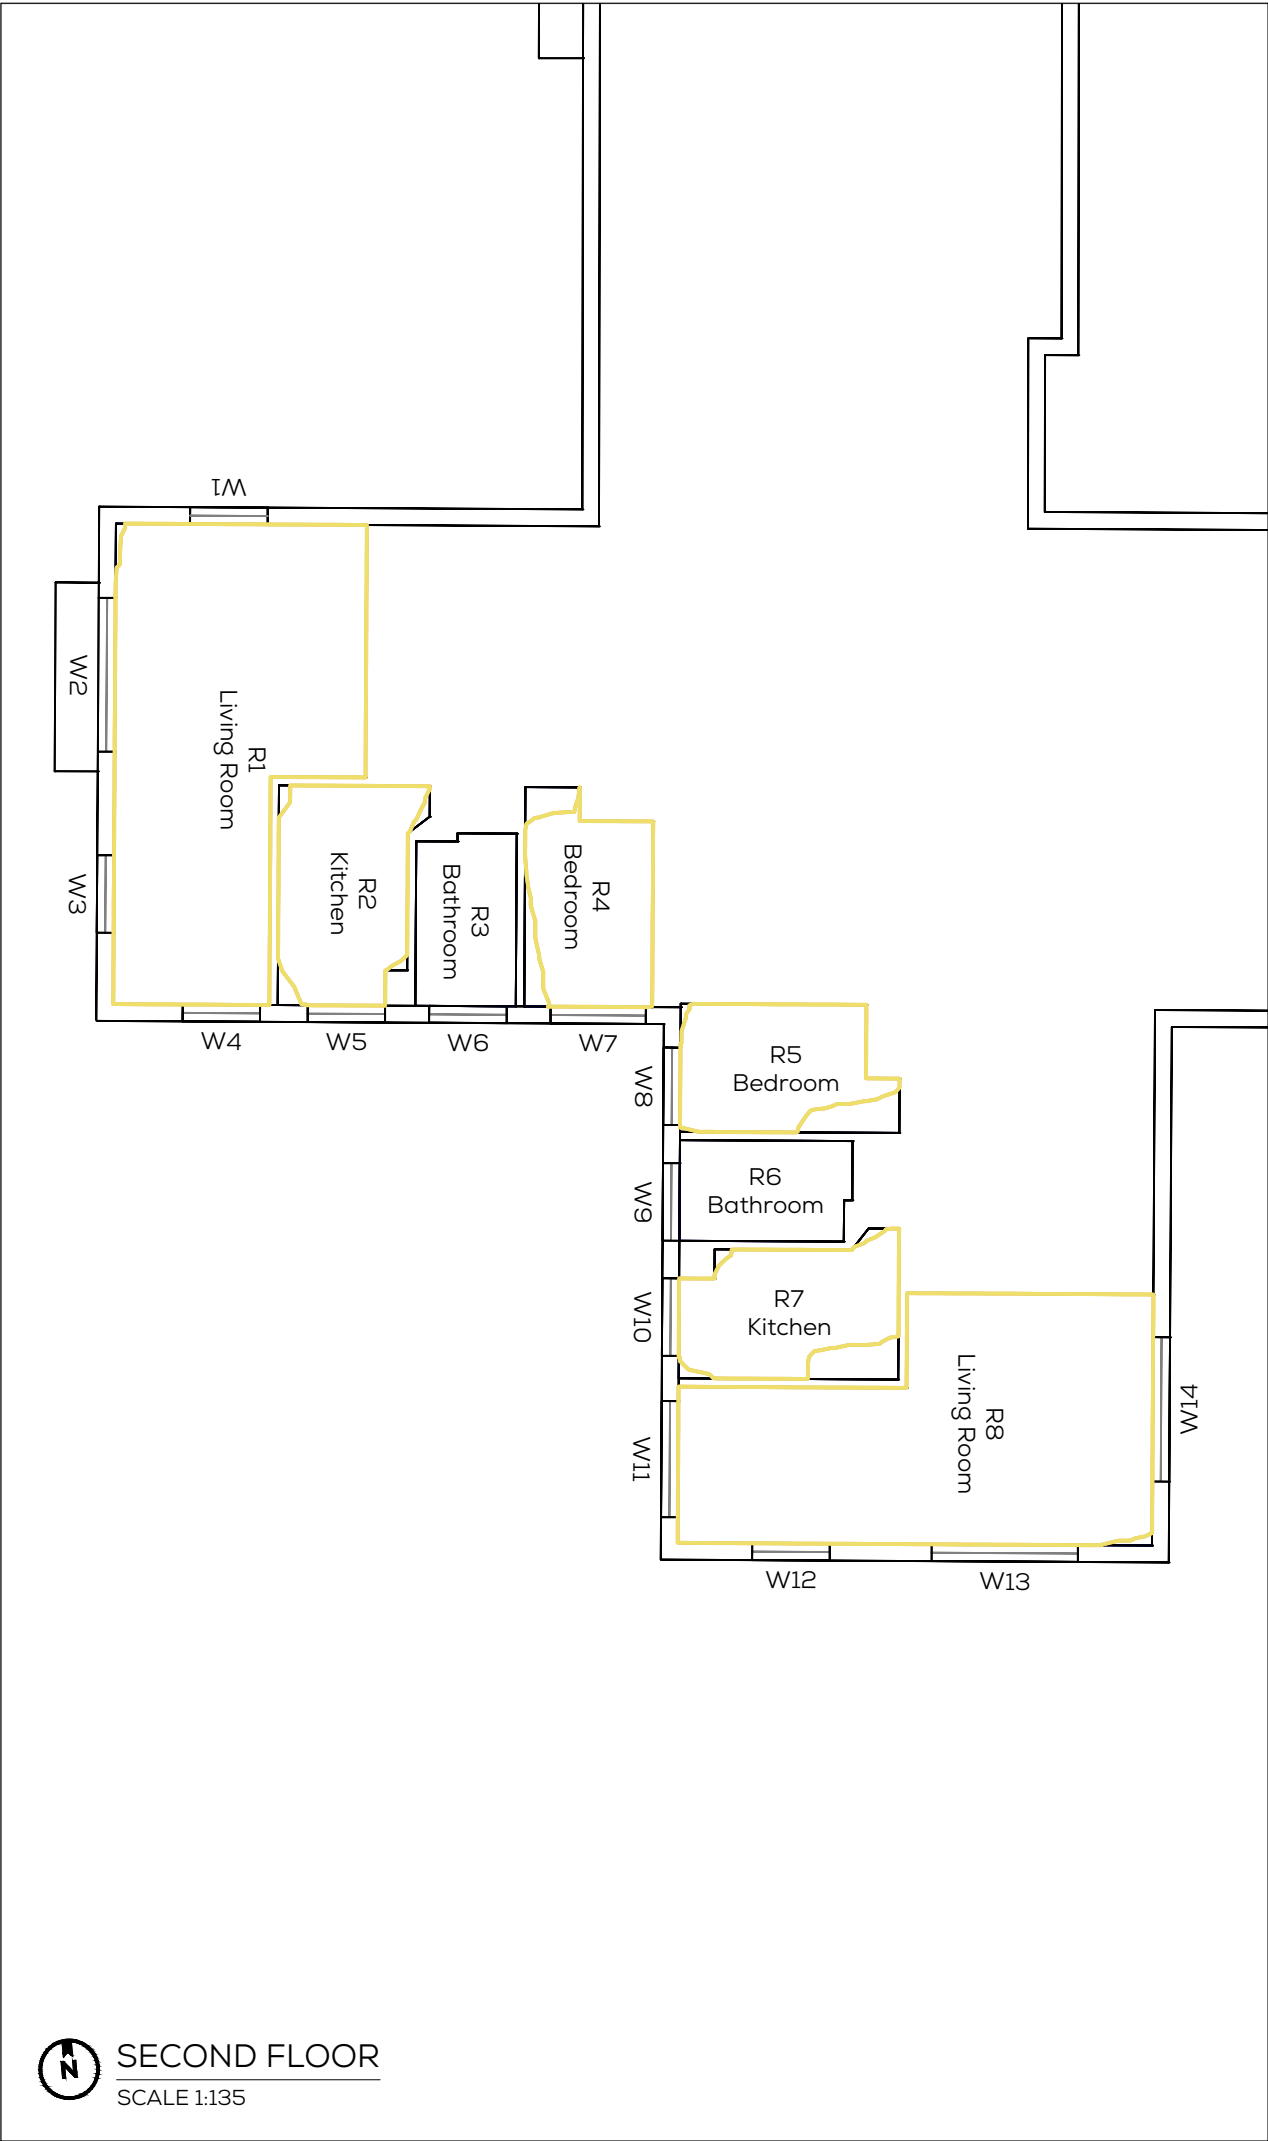 W1
W2
R1
Living Room
W3
R2
Kitchen
R3
Bathroom
R4
Bedroom
W4
W5
W6
W7
R5
Bedroom
W8
R6
Bathroom
W9
R7
Kitchen
W10
R8
Living Room
W14
W11
W12
W13
N
SECOND FLOOR
SCALE 1:135